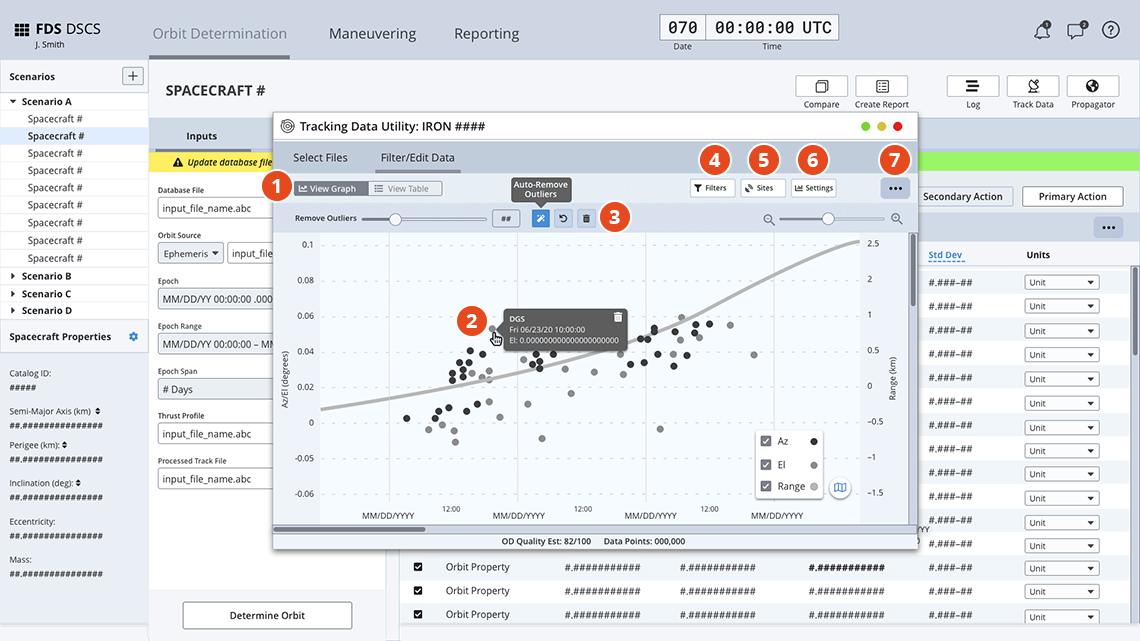 FDS DSCS
J. Smith
Orbit Determination
Maneuvering
Reporting
070
00:00:00 UTC
Date
Time
1
2
?
Scenarios
+
Scenario A
Spacecraft #
Spacecraft #
Spacecraft #
Spacecraft #
Spacecraft #
Spacecraft #
Spacecraft #
Spacecraft #
Spacecraft #
Scenario B
Scenario C
Scenario D
Spacecraft Properties
Catalog ID:
#####
Semi-Major Axis (km)
##.###############
Perigee (km):
##.###############
Inclination (deg):
##.###############
Eccentricity:
##.###############
Mass:
##.###############
SPACECRAFT #
Compare
Create Report
Log
Track Data
Propagator
Inputs
Update database file
Database File
input_file_name.abc
Orbit Source
Ephemeris
input_file
Epoch
MM/DD/YY 00:00:00 .000
Epoch Range
MM/DD/YY 00:00:00 – MM
Epoch Span
# Days
Thrust Profile
input_file_name.abc
Processed Track File
input_file_name.abc
Determine Orbit
Tracking Data Utility: IRON ####
Select Files
Filter/Edit Data
1
View Graph
View Table
Auto-Remove
Outliers
4
5
6
7
Filters
Sites
Settings
•••
Remove Outliers
##
3
0.1
0.08
0.06
0.04
0.02
0
-0.05
-0.06
Az/El (degrees)
2
DGS
Fri 06/23/20 10:00:00
El: 0.0000000000000000000000
2.5
2
1
0.5
0
−0.5
−1
−1.5
Range (km)
Az
El
Range
12:00
12:00
12:00
MM/DD/YYYY
MM/DD/YYYY
MM/DD/YYYY
MM/DD/YYYY
OD Quality Est: 82/100
Data Points: 000,000
Secondary Action
Primary Action
•••
Std Dev
Units
#.###–##
Unit
#.###–##
Unit
#.###–##
Unit
#.###–##
Unit
#.###–##
Unit
#.###–##
Unit
#.###–##
Unit
#.###–##
Unit
#.###–##
Unit
#.###–##
Unit
YY
#.###–##
Unit
#.###–##
Unit
Orbit Property
#.###########
#.###########
#.###########
#.###–##
Unit
Orbit Property
#.###########
#.###########
#.###########
#.###–##
Unit
Orbit Property
#.###########
#.###########
#.###########
#.###–##
Unit